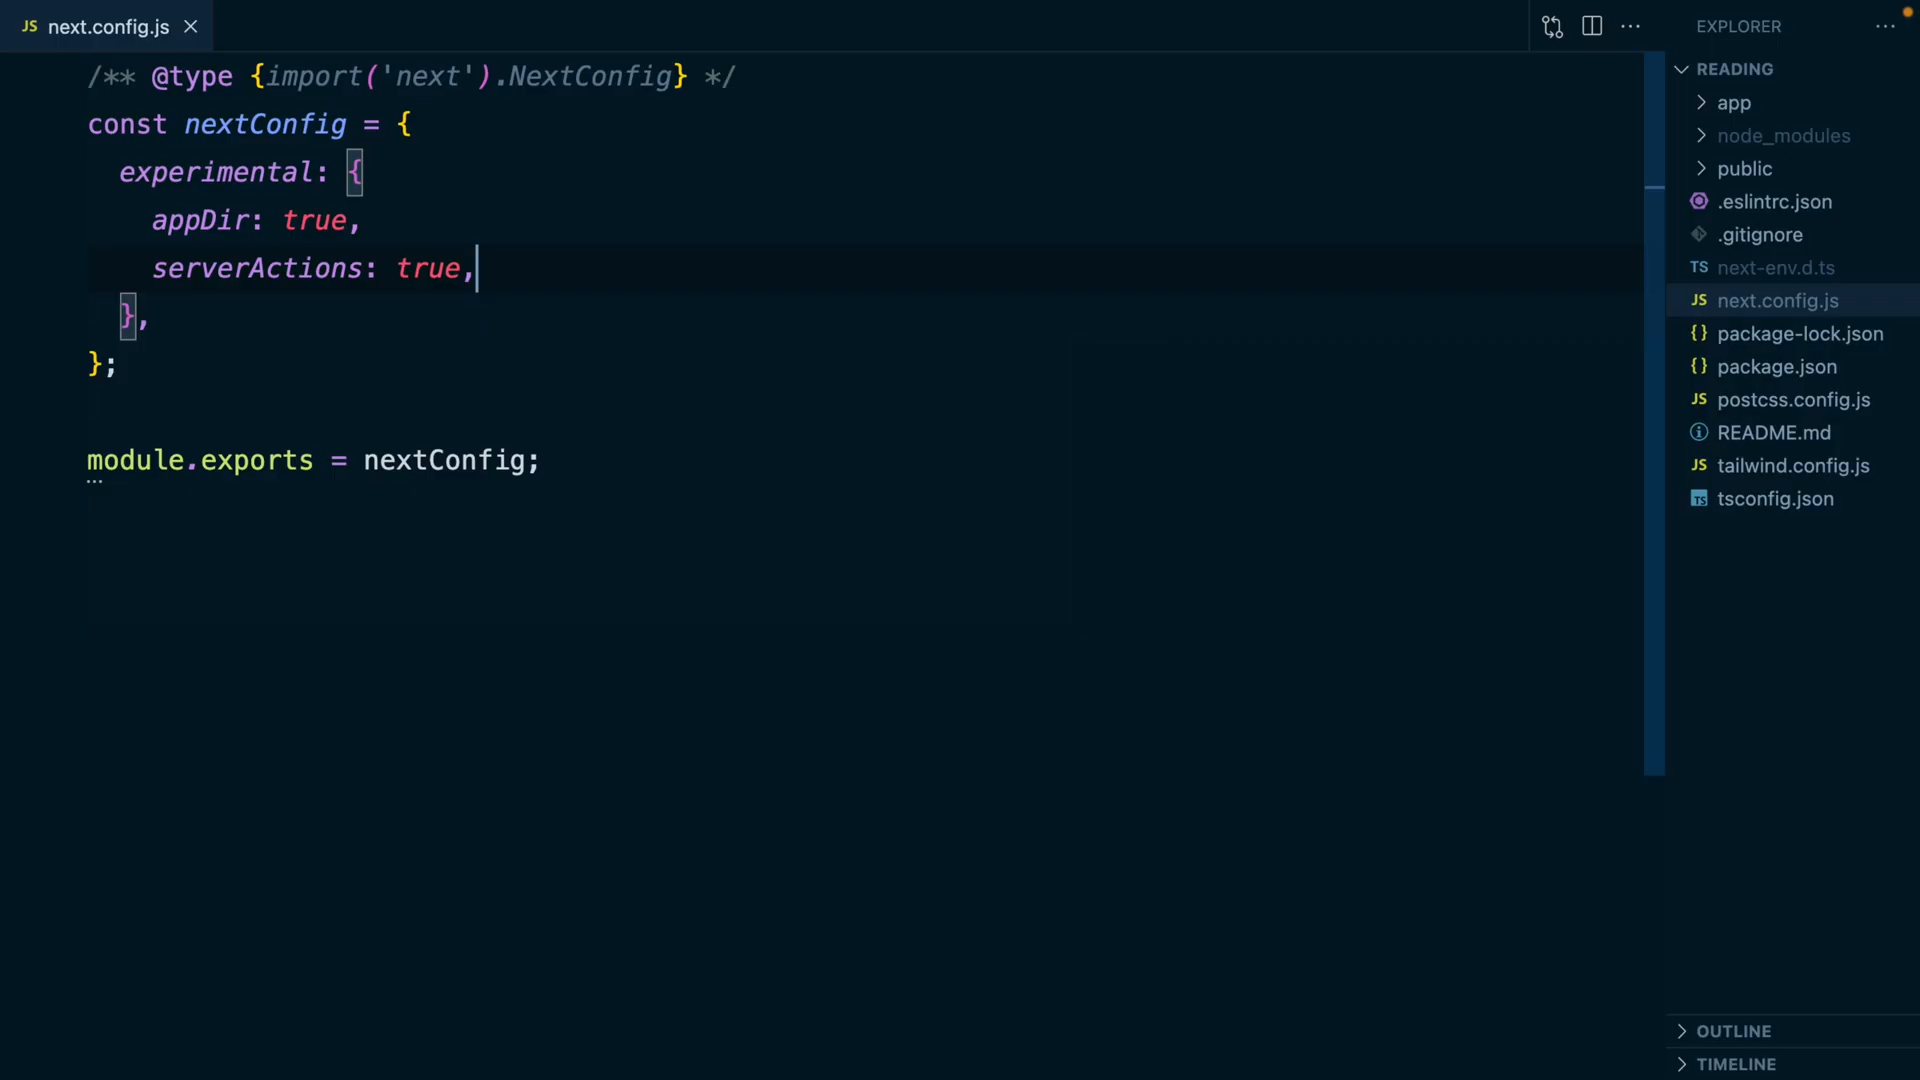 JS next.config.js
/** @type {import('next').NextConfig} */
const nextConfig = {
  experimental: {
    appDir: true,
    serverActions: true,
  },
};
module.exports = nextConfig;
EXPLORER
READING
app
node_modules
public
.eslintrc.json
.gitignore
TS next-env.d.ts
JS next.config.js
{} package-lock.json
{} package.json
JS postcss.config.js
README.md
JS tailwind.config.js
TS tsconfig.json
OUTLINE
TIMELINE